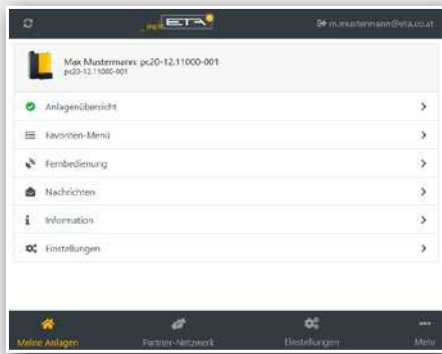 mein ETA
m.mustermann@eta.co.at
Max Mustermann: pc20-12.11000-001
pc20-12.11000-001
Anlagenübersicht
Favoriten-Menü
Fernbedienung
Nachrichten
Information
Einstellungen
Meine Anlagen
Partner-Netzwerk
Einstellungen
Mehr